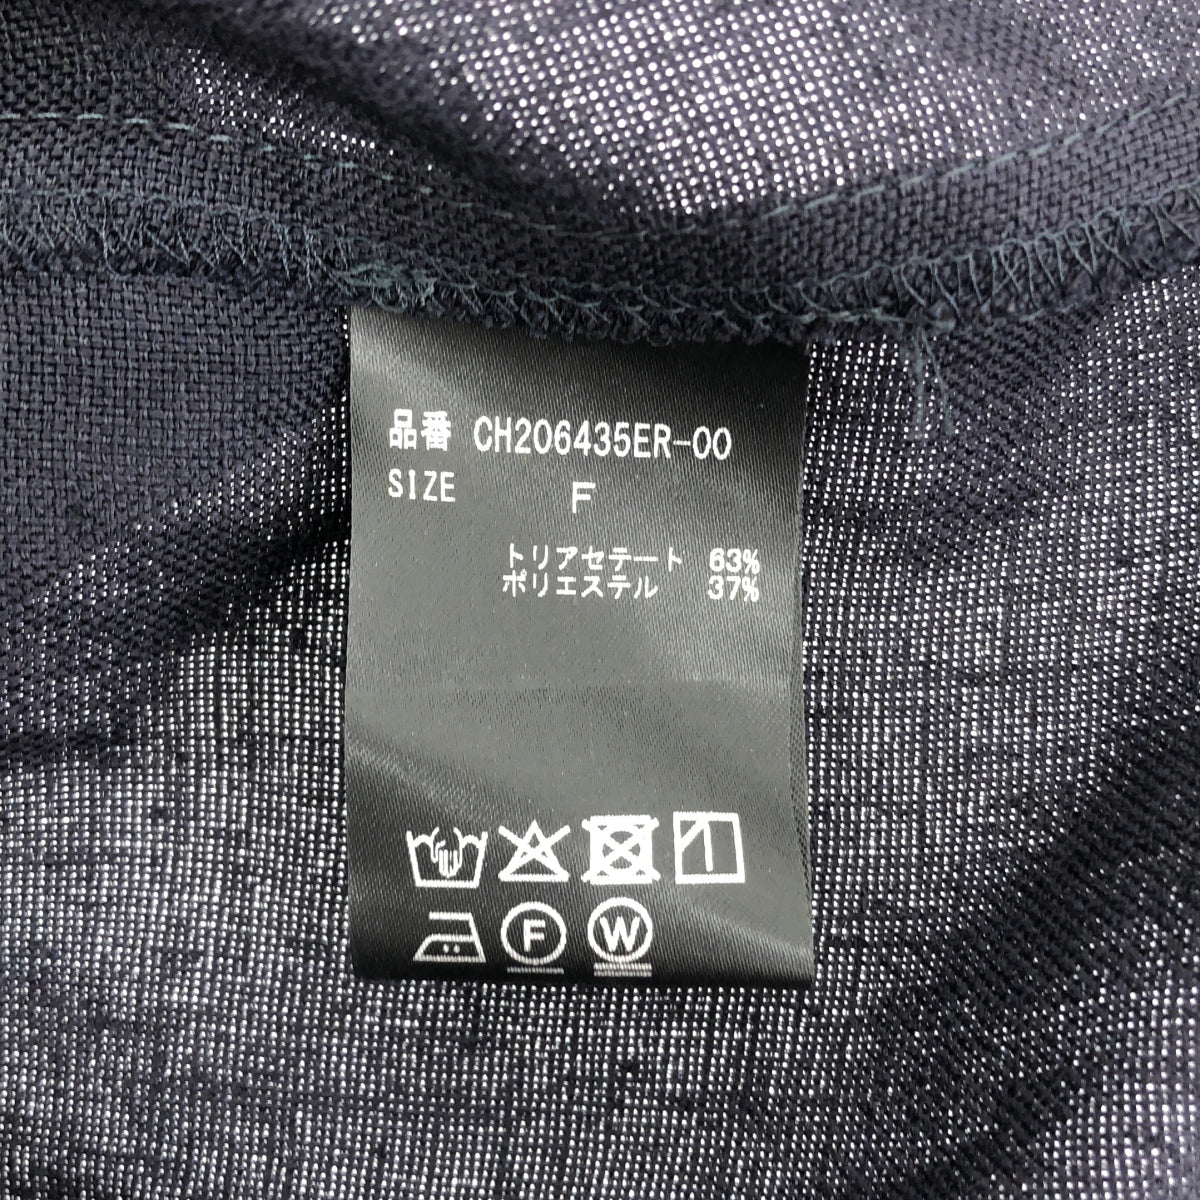 品番 CH206435ER-00
SIZE F
トリアセテート 63%
ポリエステル 37%
F W